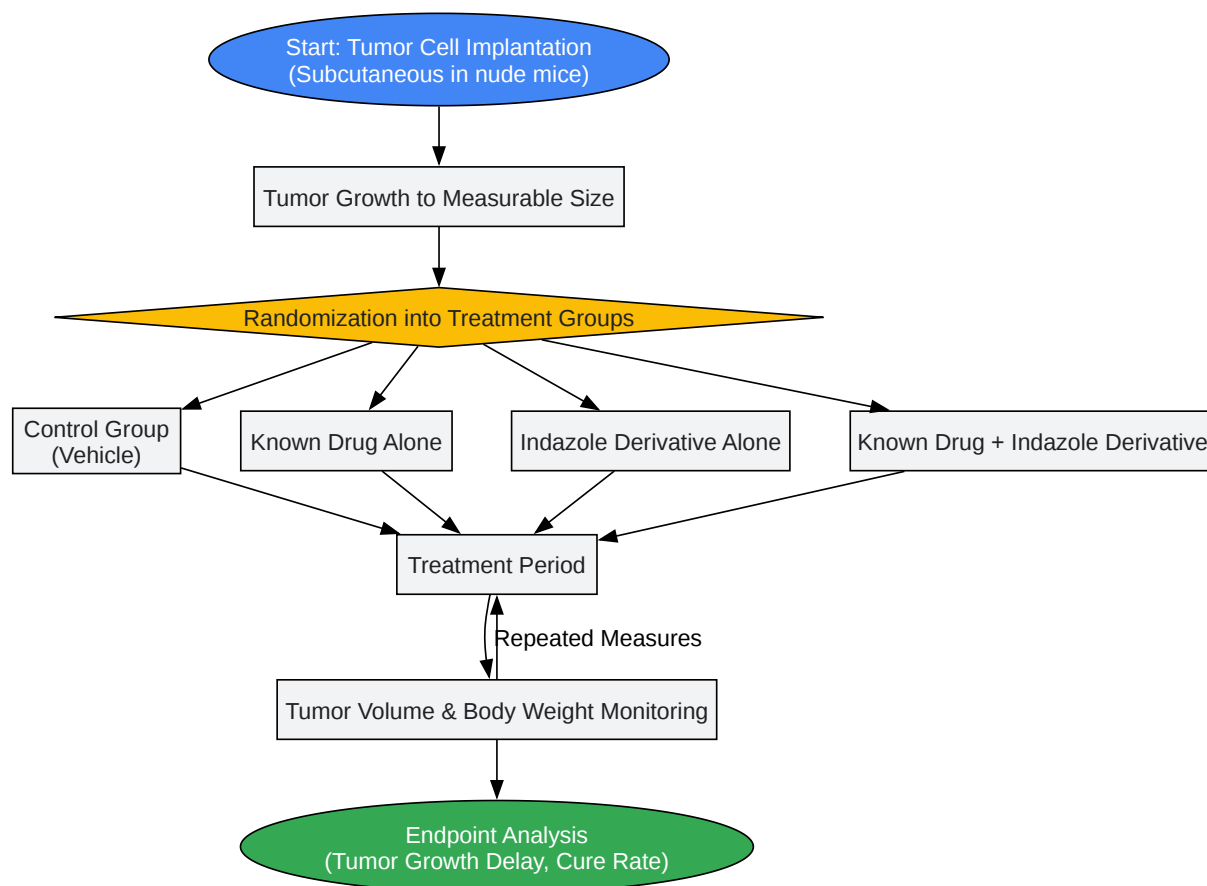 Start: Tumor Cell Implantation
(Subcutaneous in nude mice)
Tumor Growth to Measurable Size
Randomization into Treatment Groups
Control Group
(Vehicle)
Known Drug Alone
Indazole Derivative Alone
Known Drug + Indazole Derivative
Treatment Period
Repeated Measures
Tumor Volume & Body Weight Monitoring
Endpoint Analysis
(Tumor Growth Delay, Cure Rate)